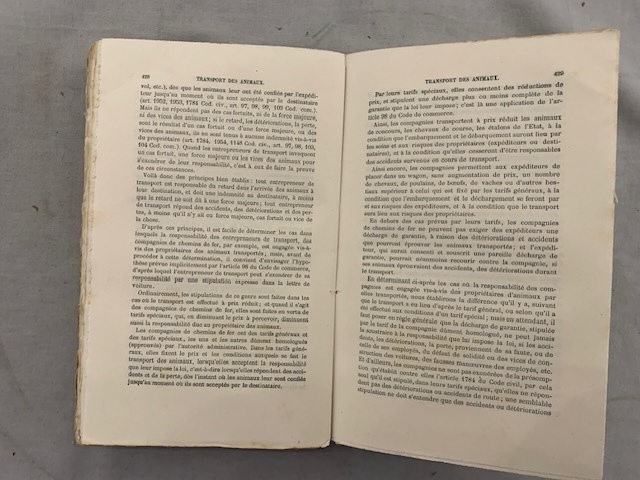 428
TRANSPORT DES ANIMAUX.
vol, etc.), dès que les animaux leur ont été confiés par l'expédi-
teur jusqu'au moment où ils sont acceptés par le destinataire
(art. 1952, 1953, 1784 Cod. civ., art. 97, 98, 99, 103 Cod. com.).
Mais ils ne répondent pas des cas fortuits, ni de la force majeure,
ni des vices des animaux; si le retard, les détériorations, la perte,
sont le résultat d'un cas fortuit ou d'une force majeure, ou des
vices des animaux, ils ne sont tenus à aucune indemnité vis-à-vis
du propriétaire (art. 1784, 1954, 1148 Cod. civ., art. 97, 98, 103,
104 Cod. com.). Quand les entrepreneurs de transport invoquent
un cas fortuit, une force majeure ou les vices des animaux pour
s'exonérer de leur responsabilité, c'est à eux de faire la preuve
de ces circonstances.
Voilà donc des principes bien établis: tout entrepreneur de
transport est responsable du retard dans l'arrivée des animaux à
leur destination, et doit une indemnité au destinataire, à moins
que le retard ne soit dû à une force majeure; tout entrepreneur
de transport répond des accidents, des détériorations et des per-
tes, à moins qu'il n'y ait eu force majeure, cas fortuit ou vice de
la chose.
D'après ces principes, il est facile de déterminer les cas dans
lesquels la responsabilité des entrepreneurs de transport, des
compagnies de chemins de fer, par exemple, est engagée vis-à-
vis des propriétaires des animaux transportés; mais, avant de
procéder à cette détermination, il convient d'envisager l'hypo-
thèse prévue implicitement par l'article 98 du Code de commerce,
d'après lequel l'entrepreneur de transport peut s'exonérer de sa
responsabilité par une stipulation expresse dans la lettre de
voiture.
Ordinairement, les stipulations de ce genre sont faites dans les
cas où le transport est effectué à prix réduit; et quand il s'agit
des compagnies de chemins de fer, elles sont faites en vertu de
tarifs spéciaux, qui, en diminuant le prix à percevoir, diminuent
aussi la responsabilité due au propriétaire des animaux.
Les compagnies de chemins de fer ont des tarifs généraux et
des tarifs spéciaux, les uns et les autres dûment homologués
(approuvés) par l'autorité administrative. Dans les tarifs géné-
raux, elles fixent le prix et les conditions auxquels se fait le
transport des animaux, lorsqu'elles acceptent la responsabilité
que leur impose la loi, c'est-à-dire lorsqu'elles répondent des acci-
dents et de la perte, dès l'instant où les animaux leur sont confiés
jusqu'au moment où ils sont acceptés par le destinataire.
TRANSPORT DES ANIMAUX.
429
Par leurs tarifs spéciaux, elles consentent des réductions de
prix, et stipulent une décharge plus ou moins complète de la
garantie que la loi leur impose; c'est là une application de l'ar-
ticle 98 du Code de commerce.
Ainsi, les compagnies transportent à prix réduit les animaux
de concours, les chevaux de course, les étalons de l'État, à la
condition que l'embarquement et le débarquement auront lieu par
les soins et aux risques des propriétaires (expéditeurs ou desti-
nataires), et à la condition qu'elles cesseront d'être responsables
des accidents survenus en cours de transport.
Ainsi encore, les compagnies permettent aux expéditeurs de
placer dans un wagon, sans augmentation de prix, un nombre
de chevaux, de poulains, de bœufs, de vaches ou d'autres bes-
tiaux supérieur à celui qui est fixé par les tarifs généraux, à la
condition que l'embarquement et le déchargement se feront par
et aux risques des expéditeurs, et à la condition que le transport
aura lieu aux risques des propriétaires.
En dehors des cas prévus par leurs tarifs, les compagnies
de chemins de fer ne peuvent pas exiger des expéditeurs une
décharge de garantie, à raison des détériorations et accidents
que pourront éprouver les animaux transportés; et l'expédi-
teur, qui aurait consenti et souscrit une pareille décharge de
garantie, pourrait néanmoins recourir contre la compagnie, si
ses animaux éprouvaient des accidents, des détériorations durant
le transport.
En déterminant ci-après les cas où la responsabilité des com-
pagnies est engagée vis-à-vis des propriétaires d'animaux par
elles transportés, nous établirons la différence qu'il y a, suivant
que le transport a eu lieu d'après le tarif général, ou selon qu'il a
été effectué aux conditions d'un tarif spécial; mais en attendant, il
faut poser en règle générale que la décharge de garantie, stipulée
par le tarif de la compagnie dûment homologué, ne peut jamais
la soustraire à la responsabilité que lui impose la loi, si les acci-
dents, les détériorations, la perte, proviennent de sa faute, ou de
celle de ses employés, du défaut de solidité ou des vices de con-
struction des voitures, des fausses manœuvres des employés, etc.
Et d'ailleurs, les compagnies ne sont pas exonérées de la présomp-
tion qu'établit contre elles l'article 1784 du Code civil, par cela
seul qu'il est stipulé, dans leurs tarifs spéciaux, qu'elles ne répon-
dent pas des détériorations ou accidents de route; une semblable
stipulation ne doit s'entendre que des accidents ou détériorations